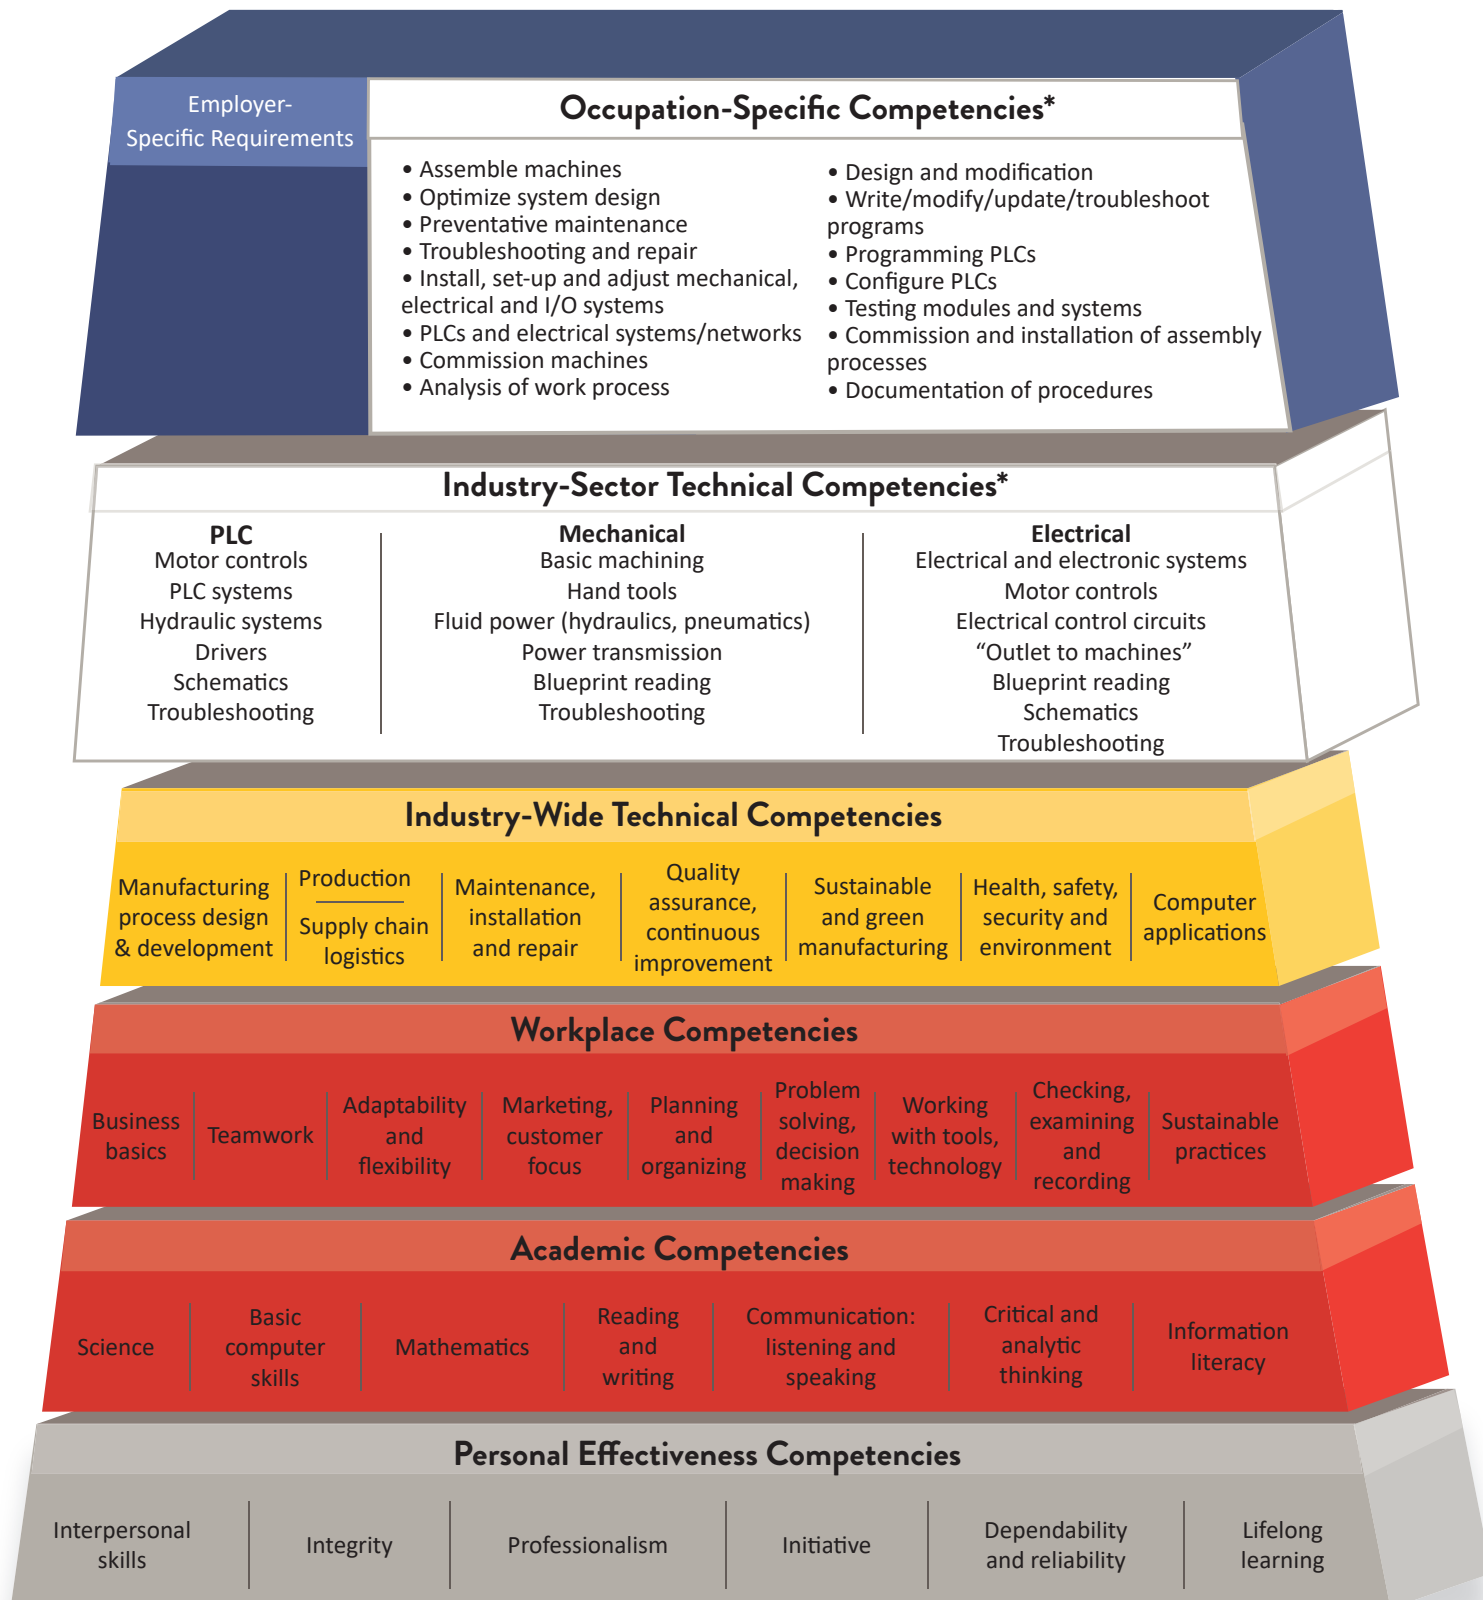 Employer-
Specific Requirements
Occupation-Specific Competencies*
• Assemble machines
• Optimize system design
• Preventative maintenance
• Troubleshooting and repair
• Install, set-up and adjust mechanical,
electrical and I/O systems
• PLCs and electrical systems/networks
• Commission machines
• Analysis of work process
• Design and modification
• Write/modify/update/troubleshoot
programs
• Programming PLCs
• Configure PLCs
• Testing modules and systems
• Commission and installation of assembly
processes
• Documentation of procedures
Industry-Sector Technical Competencies*
PLC
Motor controls
PLC systems
Hydraulic systems
Drivers
Schematics
Troubleshooting
Mechanical
Basic machining
Hand tools
Fluid power (hydraulics, pneumatics)
Power transmission
Blueprint reading
Troubleshooting
Electrical
Electrical and electronic systems
Motor controls
Electrical control circuits
“Outlet to machines”
Blueprint reading
Schematics
Troubleshooting
Industry-Wide Technical Competencies
Manufacturing
process design
& development
Production
Supply chain
logistics
Maintenance,
installation
and repair
Quality
assurance,
continuous
improvement
Sustainable
and green
manufacturing
Health, safety,
security and
environment
Computer
applications
Workplace Competencies
Business
basics
Teamwork
Adaptability
and
flexibility
Marketing,
customer
focus
Planning
and
organizing
Problem
solving,
decision
making
Working
with tools,
technology
Checking,
examining
and
recording
Sustainable
practices
Academic Competencies
Science
Basic
computer
skills
Mathematics
Reading
and
writing
Communication:
listening and
speaking
Critical and
analytic
thinking
Information
literacy
Personal Effectiveness Competencies
Interpersonal
skills
Integrity
Professionalism
Initiative
Dependability
and reliability
Lifelong
learning